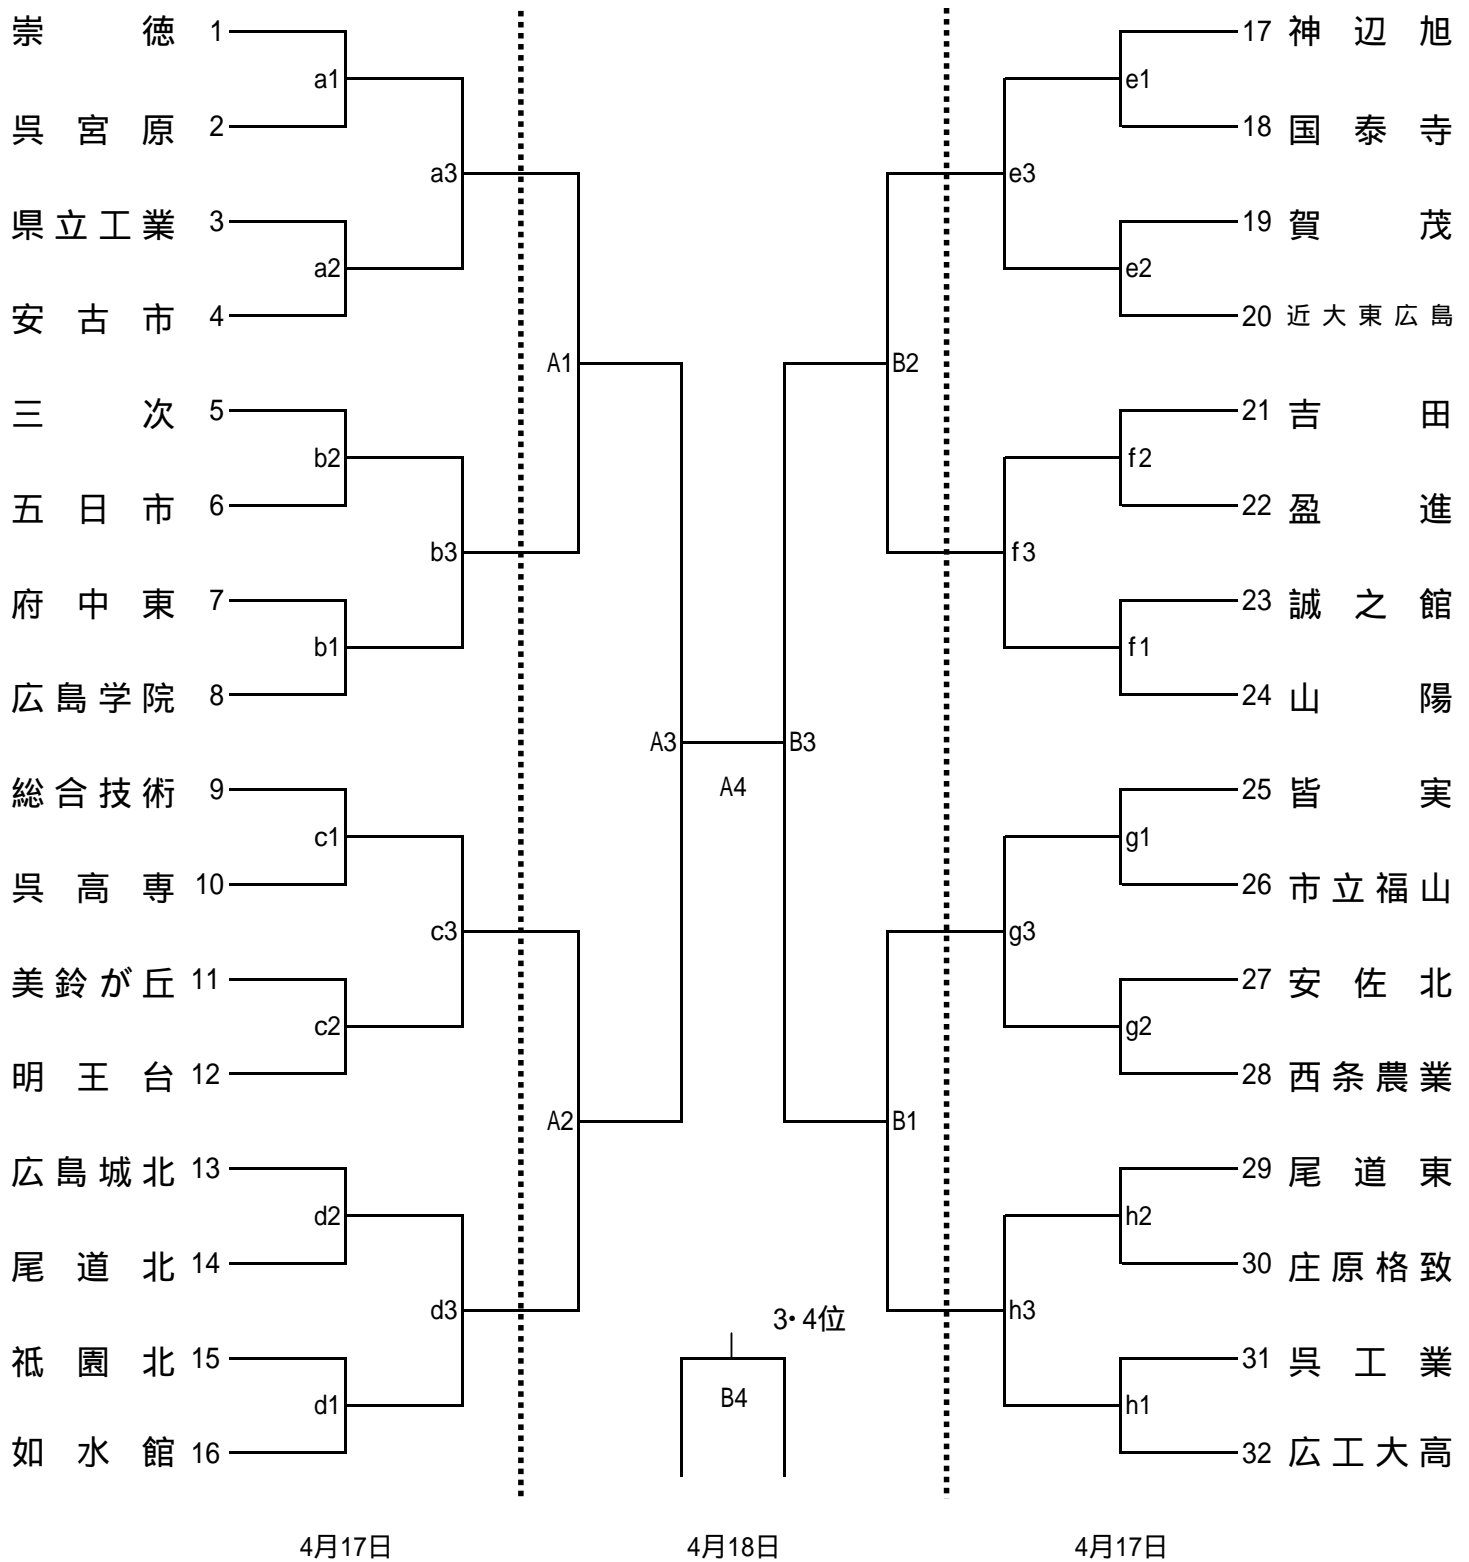 崇徳 1
a1
呉宮原 2
a3
県立工業 3
a2
安古市 4
A1
三次 5
b2
五日市 6
b3
府中東 7
b1
広島学院 8
A3
総合技術 9
c1
呉高専 10
c3
美鈴が丘 11
c2
明王台 12
A2
広島城北 13
d2
尾道北 14
d3
祇園北 15
d1
如水館 16
A4
3・4位
B4
17 神辺旭
e1
18 国泰寺
e3
19 賀茂
e2
20 近大東広島
B2
21 吉田
f2
22 盈進
f3
23 誠之館
f1
24 山陽
B3
25 皆実
g1
26 市立福山
g3
27 安佐北
g2
28 西条農業
B1
29 尾道東
h2
30 庄原格致
h3
31 呉工業
h1
32 広工大高
4月17日
4月18日
4月17日